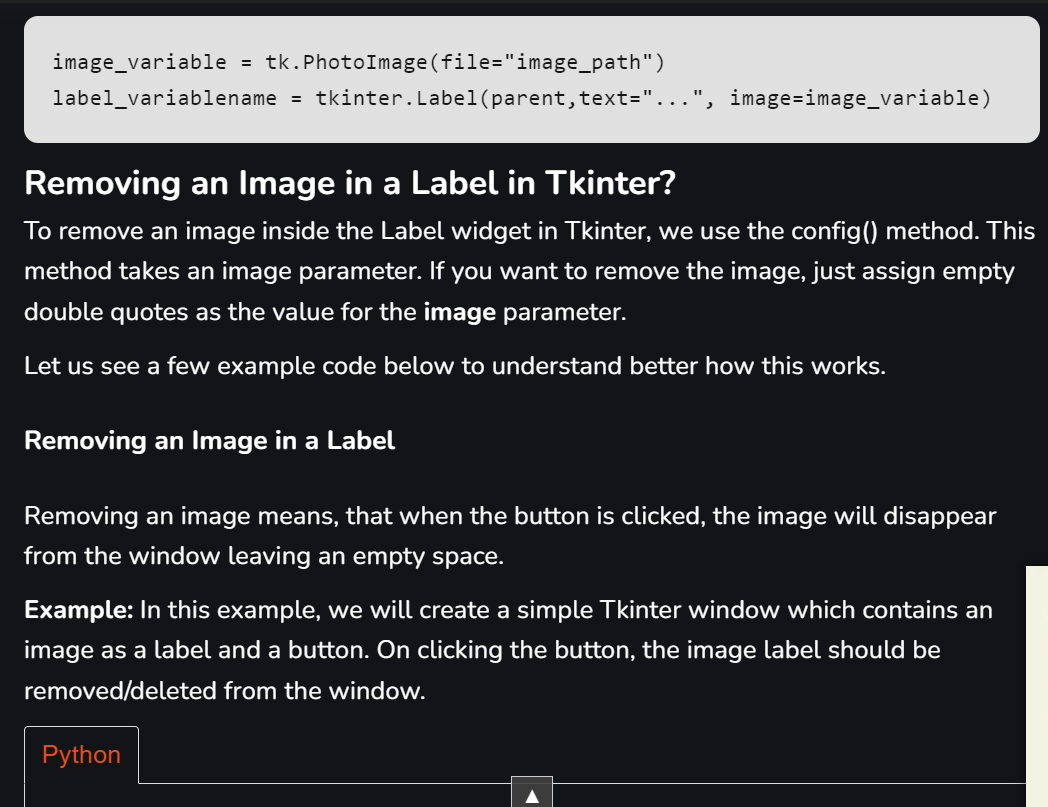 image_variable = tk.PhotoImage(file="image_path")
label_variablename = tkinter.Label(parent,text="...", image=image_variable)
Removing an Image in a Label in Tkinter?
To remove an image inside the Label widget in Tkinter, we use the config() method. This
method takes an image parameter. If you want to remove the image, just assign empty
double quotes as the value for the image parameter.
Let us see a few example code below to understand better how this works.
Removing an Image in a Label
Removing an image means, that when the button is clicked, the image will disappear
from the window leaving an empty space.
Example: In this example, we will create a simple Tkinter window which contains an
image as a label and a button. On clicking the button, the image label should be
removed/deleted from the window.
Python